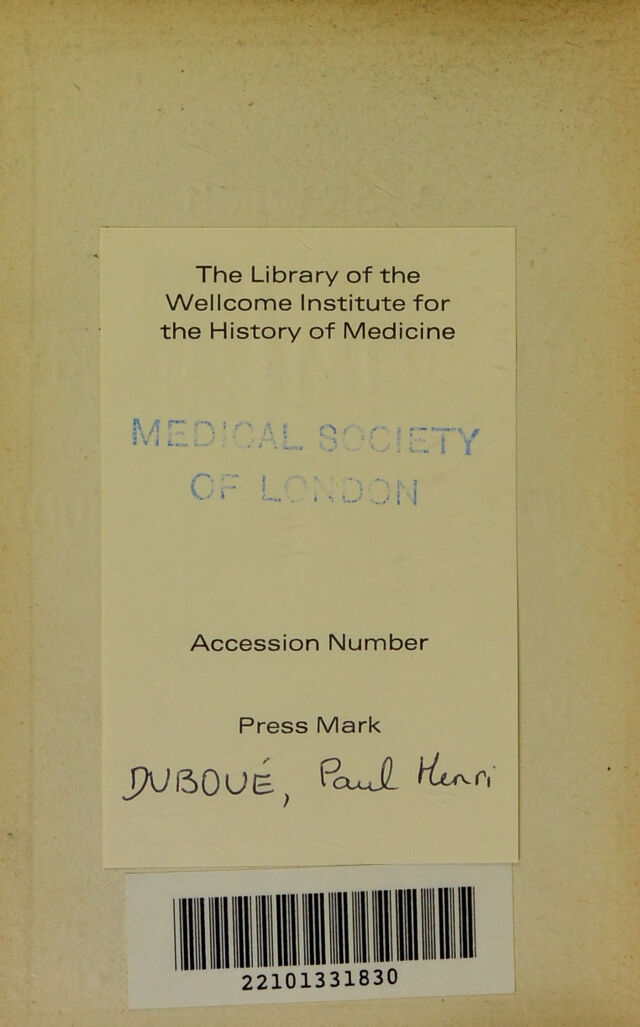 The Library of the
Wellcome Institute for
the History of Medicine
MEDICAL SOCIETY
OF LONDON
Accession Number
Press Mark
DUBOUÉ, Paul Henri
22101331830